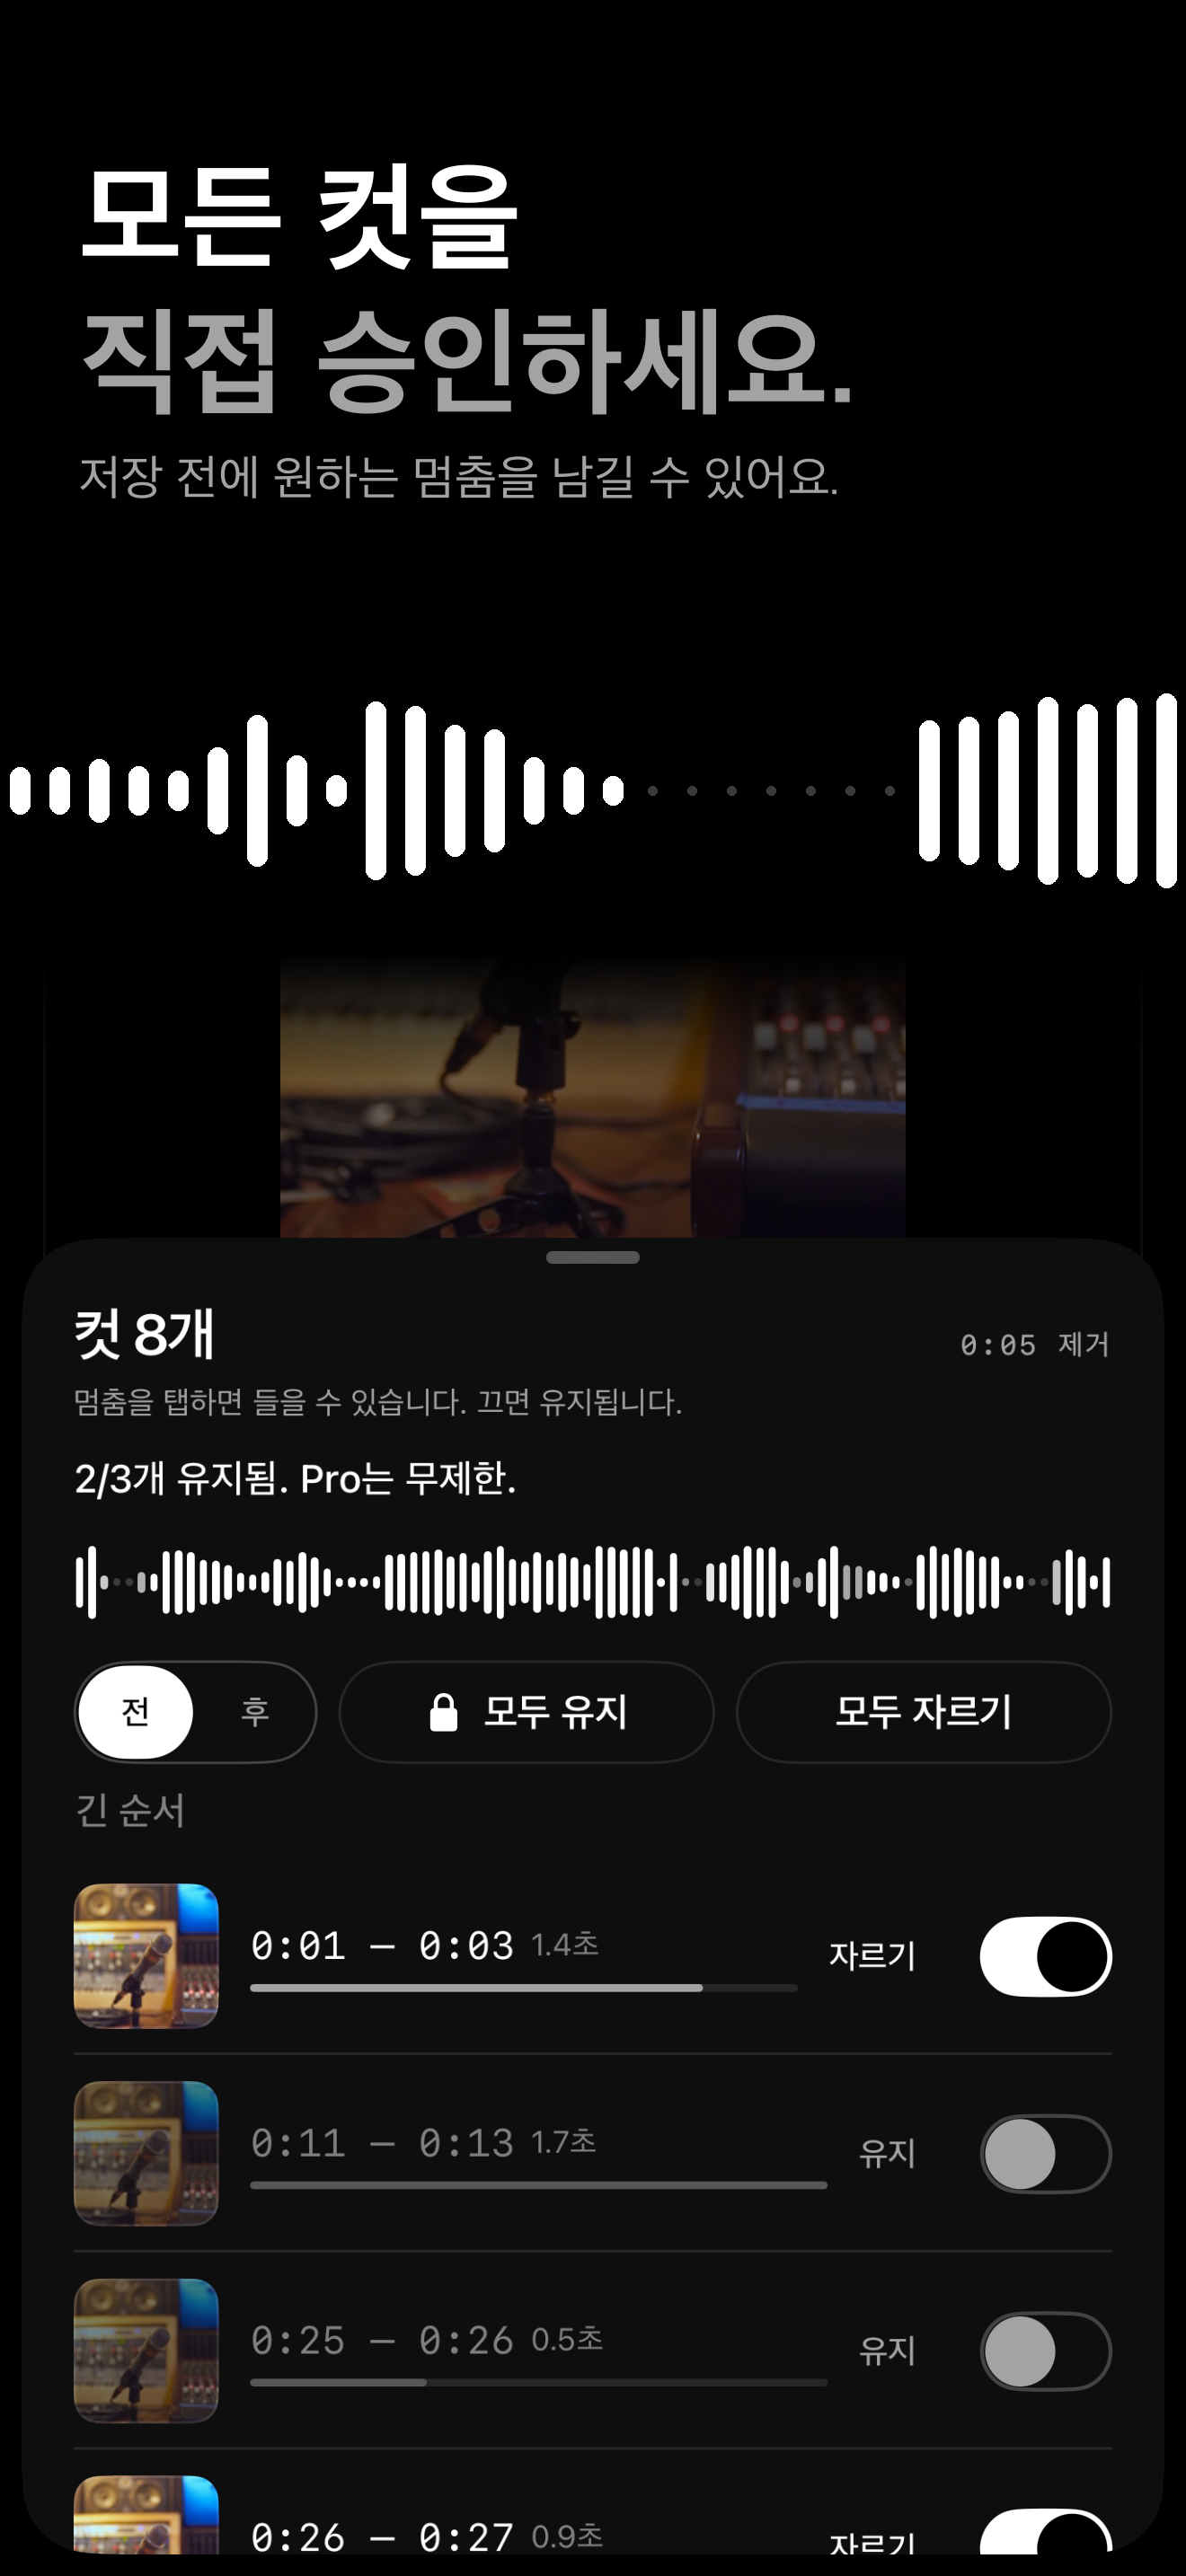 모든 컷을
직접 승인하세요.
저장 전에 원하는 멈춤을 남길 수 있어요.
컷 8개
0:05 제거
멈춤을 탭하면 들을 수 있습니다. 끄면 유지됩니다.
2/3개 유지됨. Pro는 무제한.
전 후 모두 유지 모두 자르기
긴 순서
0:01 — 0:03 1.4초 자르기
0:11 — 0:13 1.7초 유지
0:25 — 0:26 0.5초 유지
0:26 — 0:27 0.9초 자르기